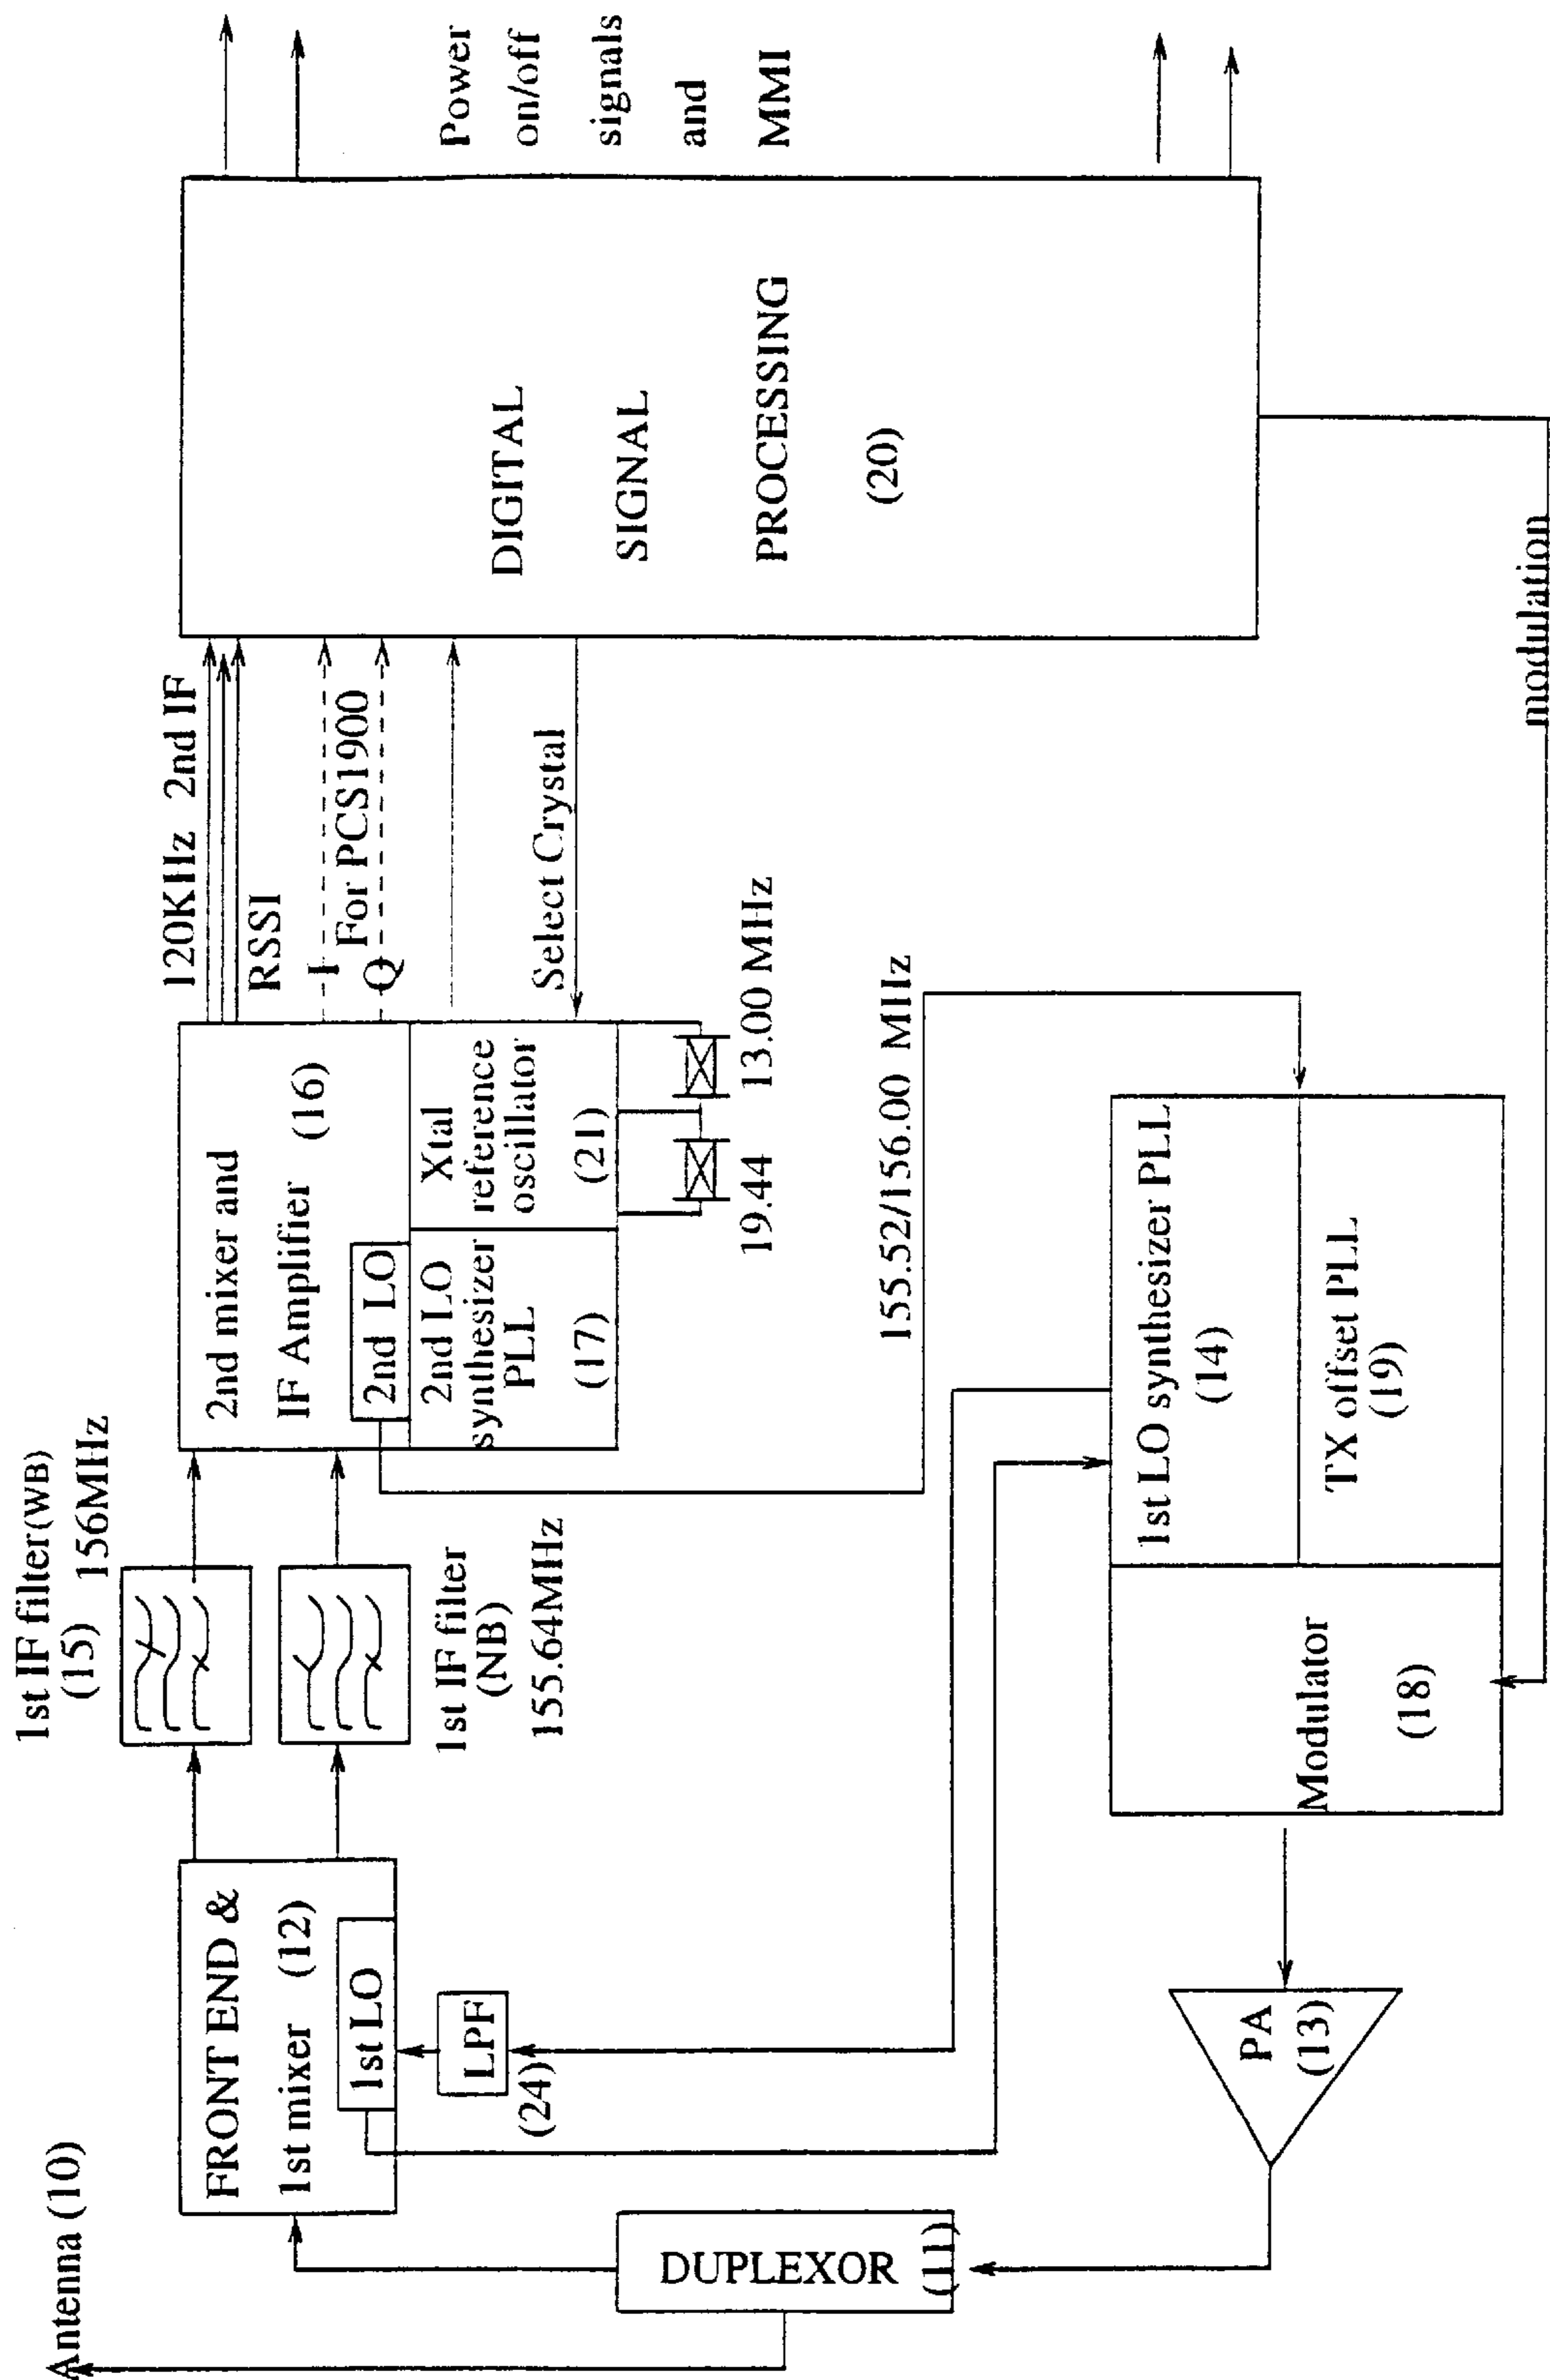 Antenna (10)
DUPLEXOR
(11)
FRONT END &
1st mixer (12)
1st LO
LPF
(24)
PA
(13)
1st IF filter(WB)
(15) 156MHz
1st IF filter
(NB)
155.64MHz
2nd mixer and
IF Amplifier (16)
2nd LO
2nd LO
synthesizer
PLL
(17)
Xtal
reference
oscillator
(21)
19.44 13.00 MHz
155.52/156.00 MHz
1st LO synthesizer PLL
(14)
TX offset PLL
(19)
Modulator
(18)
120KHz 2nd IF
RSSI
I
For PCS1900
Q
Select Crystal
DIGITAL
SIGNAL
PROCESSING
(20)
Power
on/off
signals
and
MMI
modulation